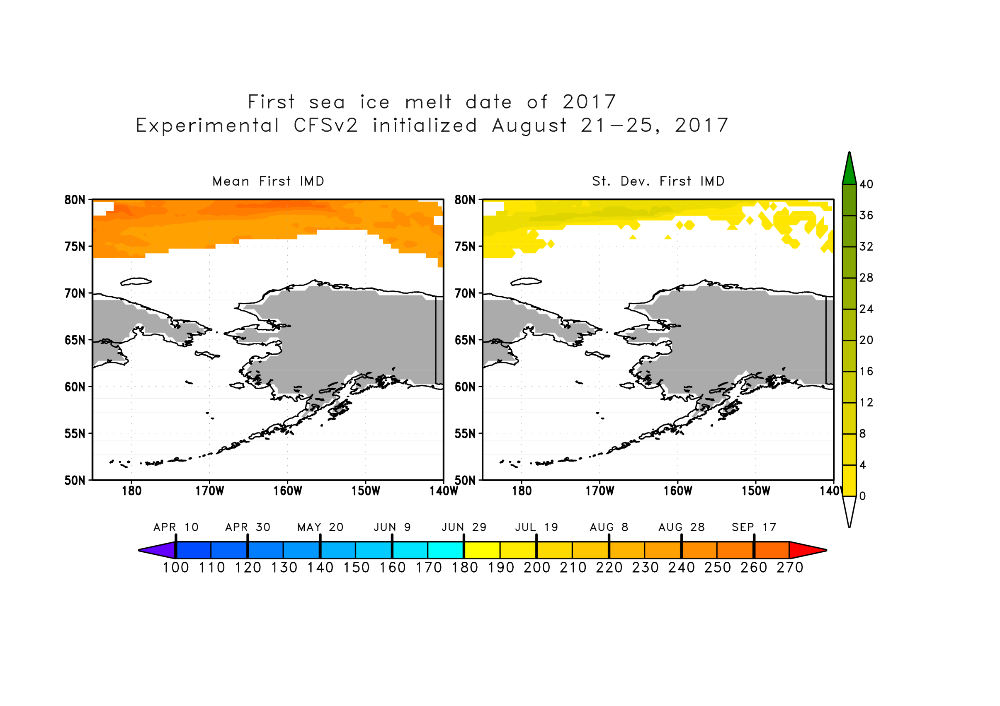 First sea ice melt date of 2017
Experimental CFSv2 initialized August 21-25, 2017
Mean First IMD
80N
75N
70N
65N
60N
55N
50N
180 170W 160W 150W 140W
St. Dev. First IMD
80N
75N
70N
65N
60N
55N
50N
180 170W 160W 150W 140W
40
36
32
28
24
20
16
12
8
4
0
APR 10 APR 30 MAY 20 JUN 9 JUN 29 JUL 19 AUG 8 AUG 28 SEP 17
100 110 120 130 140 150 160 170 180 190 200 210 220 230 240 250 260 270